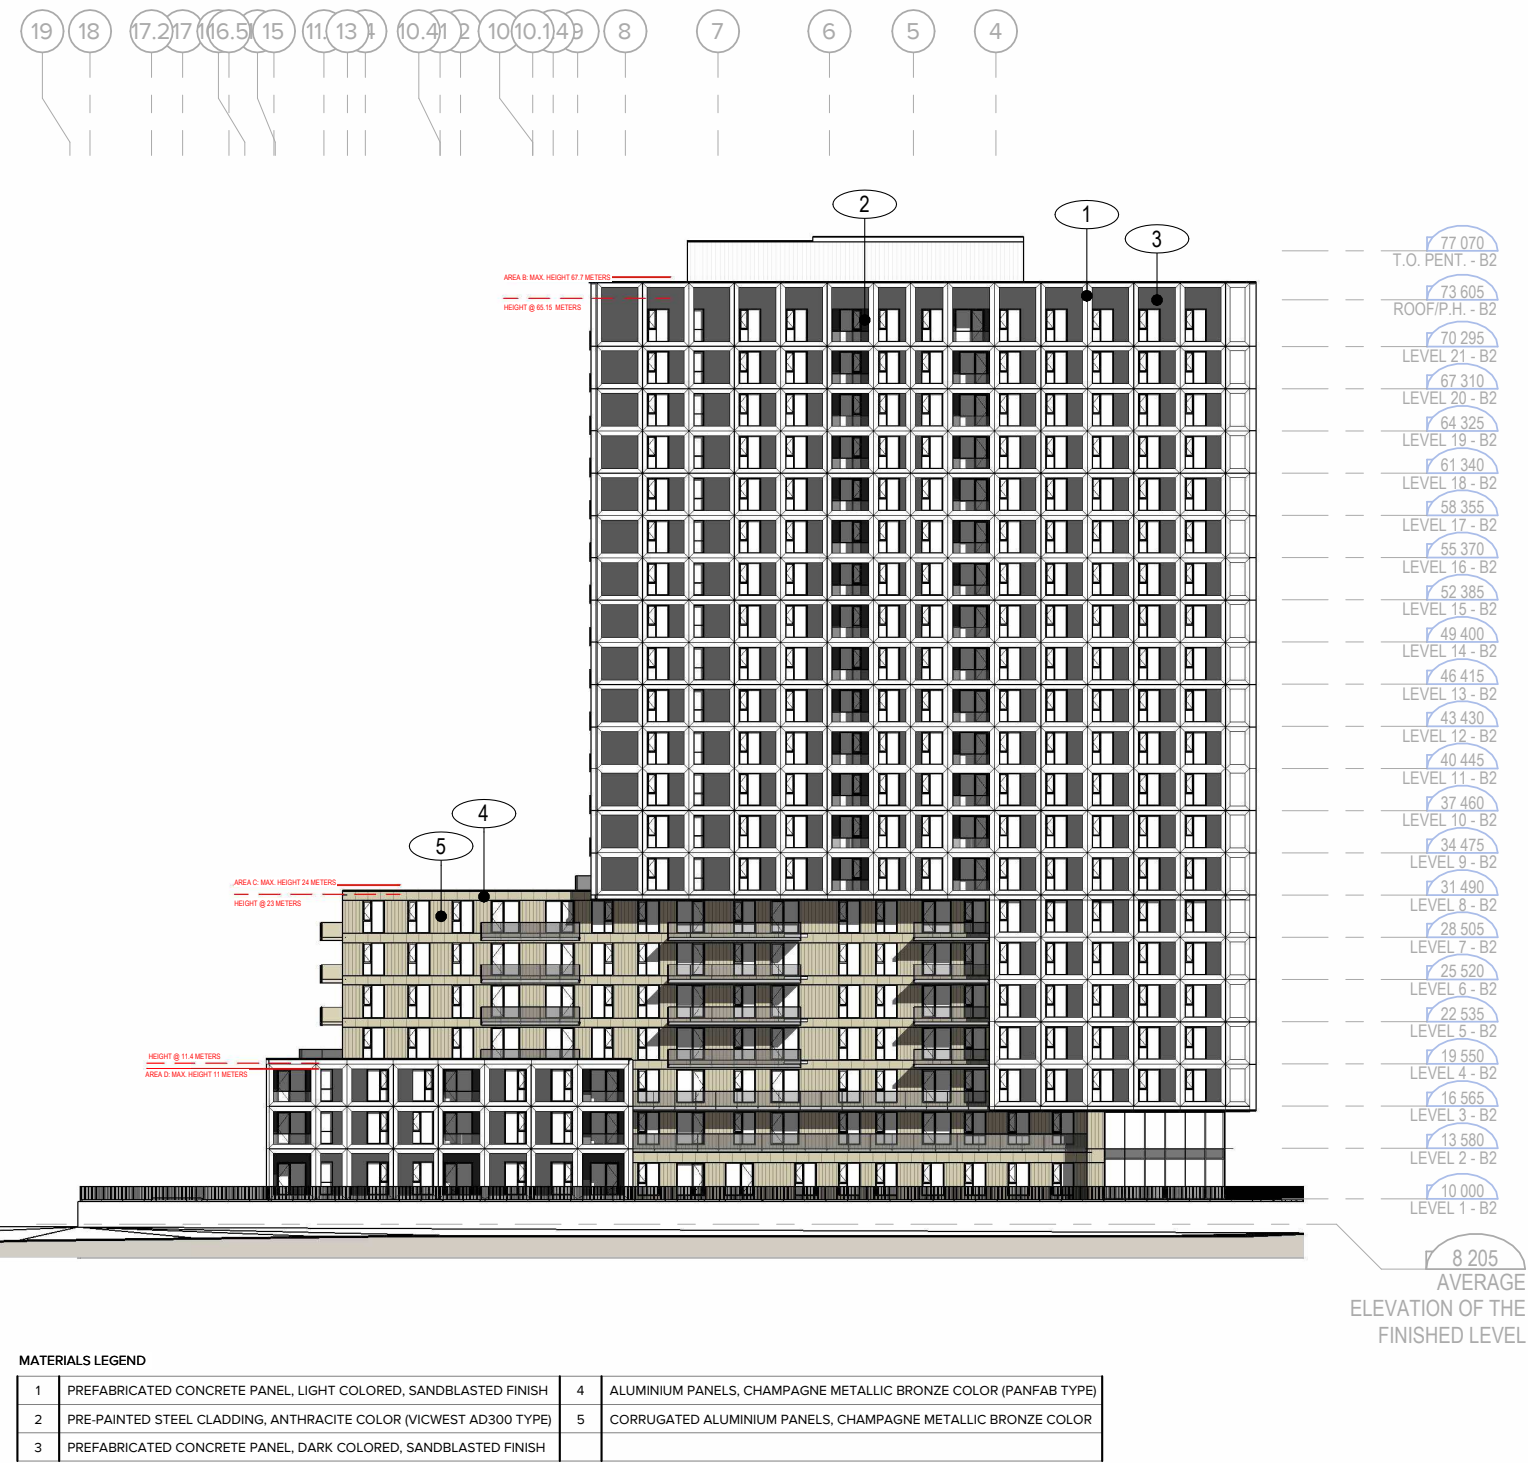 19 18 17.2 17 16.5 15 13 10.4 10 10.1 9 8 7 6 5 4
2
1
3
77 070
T.O. PENT. - B2
AREA B: MAX. HEIGHT 67.7 METERS
73 605
ROOF/P.H. - B2
HEIGHT @ 65.15 METERS
70 295
LEVEL 21 - B2
67 310
LEVEL 20 - B2
64 325
LEVEL 19 - B2
61 340
LEVEL 18 - B2
58 355
LEVEL 17 - B2
55 370
LEVEL 16 - B2
52 385
LEVEL 15 - B2
49 400
LEVEL 14 - B2
46 415
LEVEL 13 - B2
43 430
LEVEL 12 - B2
40 445
LEVEL 11 - B2
37 460
LEVEL 10 - B2
4
5
34 475
LEVEL 9 - B2
AREA C: MAX. HEIGHT 24 METERS
31 490
LEVEL 8 - B2
HEIGHT @ 23 METERS
28 505
LEVEL 7 - B2
25 520
LEVEL 6 - B2
22 535
LEVEL 5 - B2
HEIGHT @ 11.4 METERS
19 550
LEVEL 4 - B2
AREA D: MAX. HEIGHT 11 METERS
16 565
LEVEL 3 - B2
13 580
LEVEL 2 - B2
10 000
LEVEL 1 - B2
8 205
AVERAGE
ELEVATION OF THE
FINISHED LEVEL
MATERIALS LEGEND
1 PREFABRICATED CONCRETE PANEL, LIGHT COLORED, SANDBLASTED FINISH 4 ALUMINIUM PANELS, CHAMPAGNE METALLIC BRONZE COLOR (PANFAB TYPE)
2 PRE-PAINTED STEEL CLADDING, ANTHRACITE COLOR (VICWEST AD300 TYPE) 5 CORRUGATED ALUMINIUM PANELS, CHAMPAGNE METALLIC BRONZE COLOR
3 PREFABRICATED CONCRETE PANEL, DARK COLORED, SANDBLASTED FINISH